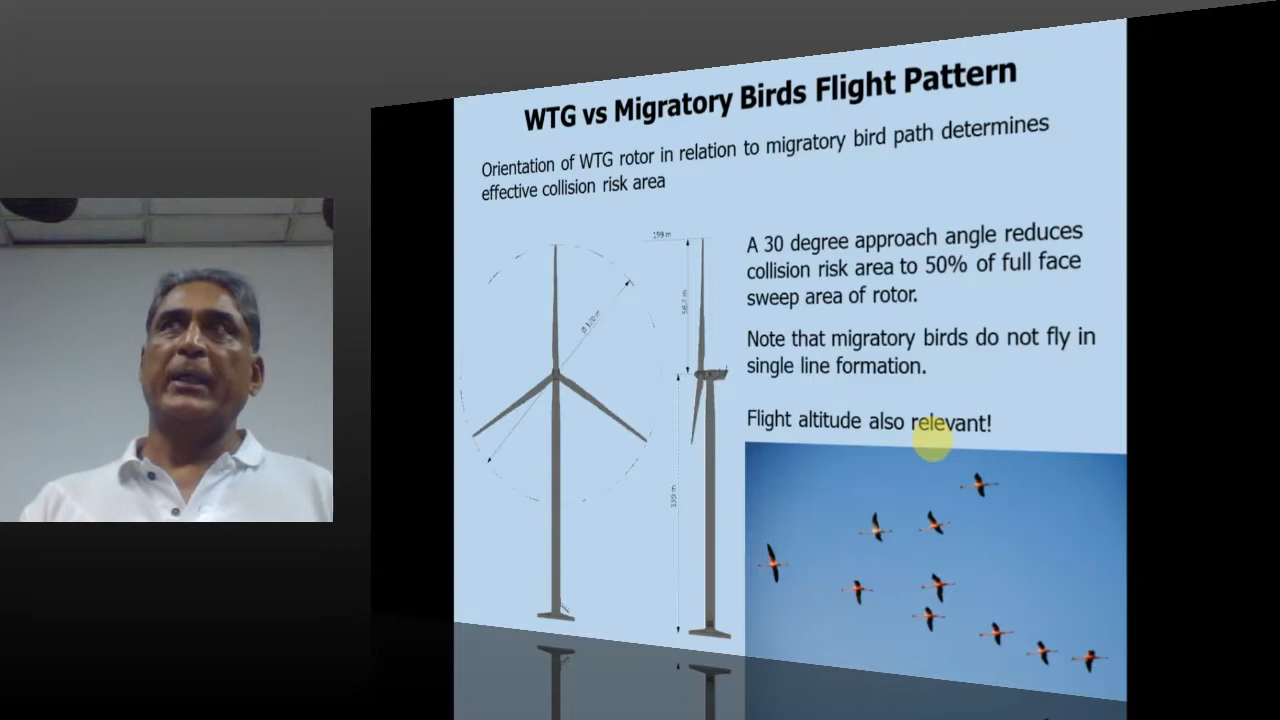 WTG vs Migratory Birds Flight Pattern
Orientation of WTG rotor in relation to migratory bird path determines
effective collision risk area
A 30 degree approach angle reduces
collision risk area to 50% of full face
sweep area of rotor.
Note that migratory birds do not fly in
single line formation.
Flight altitude also relevant!
199 m
Ø 120 m